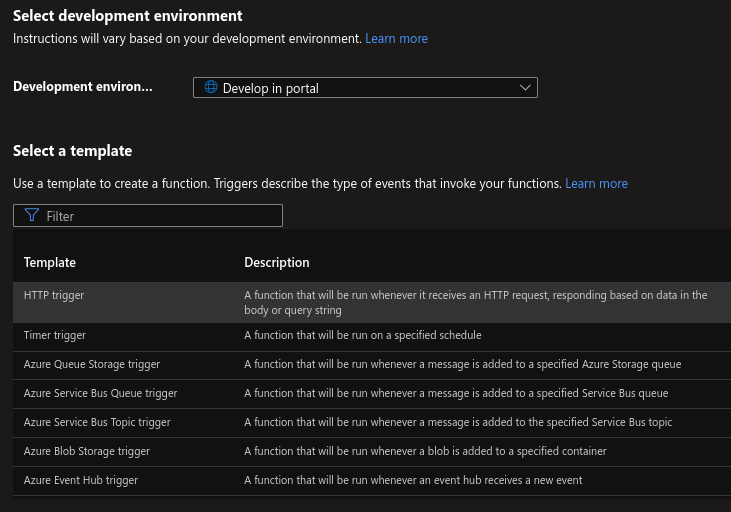 Select development environment
Instructions will vary based on your development environment. Learn more
Development environ... Develop in portal
Select a template
Use a template to create a function. Triggers describe the type of events that invoke your functions. Learn more
Filter
Template Description
HTTP trigger A function that will be run whenever it receives an HTTP request, responding based on data in the
body or query string
Timer trigger A function that will be run on a specified schedule
Azure Queue Storage trigger A function that will be run whenever a message is added to a specified Azure Storage queue
Azure Service Bus Queue trigger A function that will be run whenever a message is added to a specified Service Bus queue
Azure Service Bus Topic trigger A function that will be run whenever a message is added to the specified Service Bus topic
Azure Blob Storage trigger A function that will be run whenever a blob is added to a specified container
Azure Event Hub trigger A function that will be run whenever an event hub receives a new event